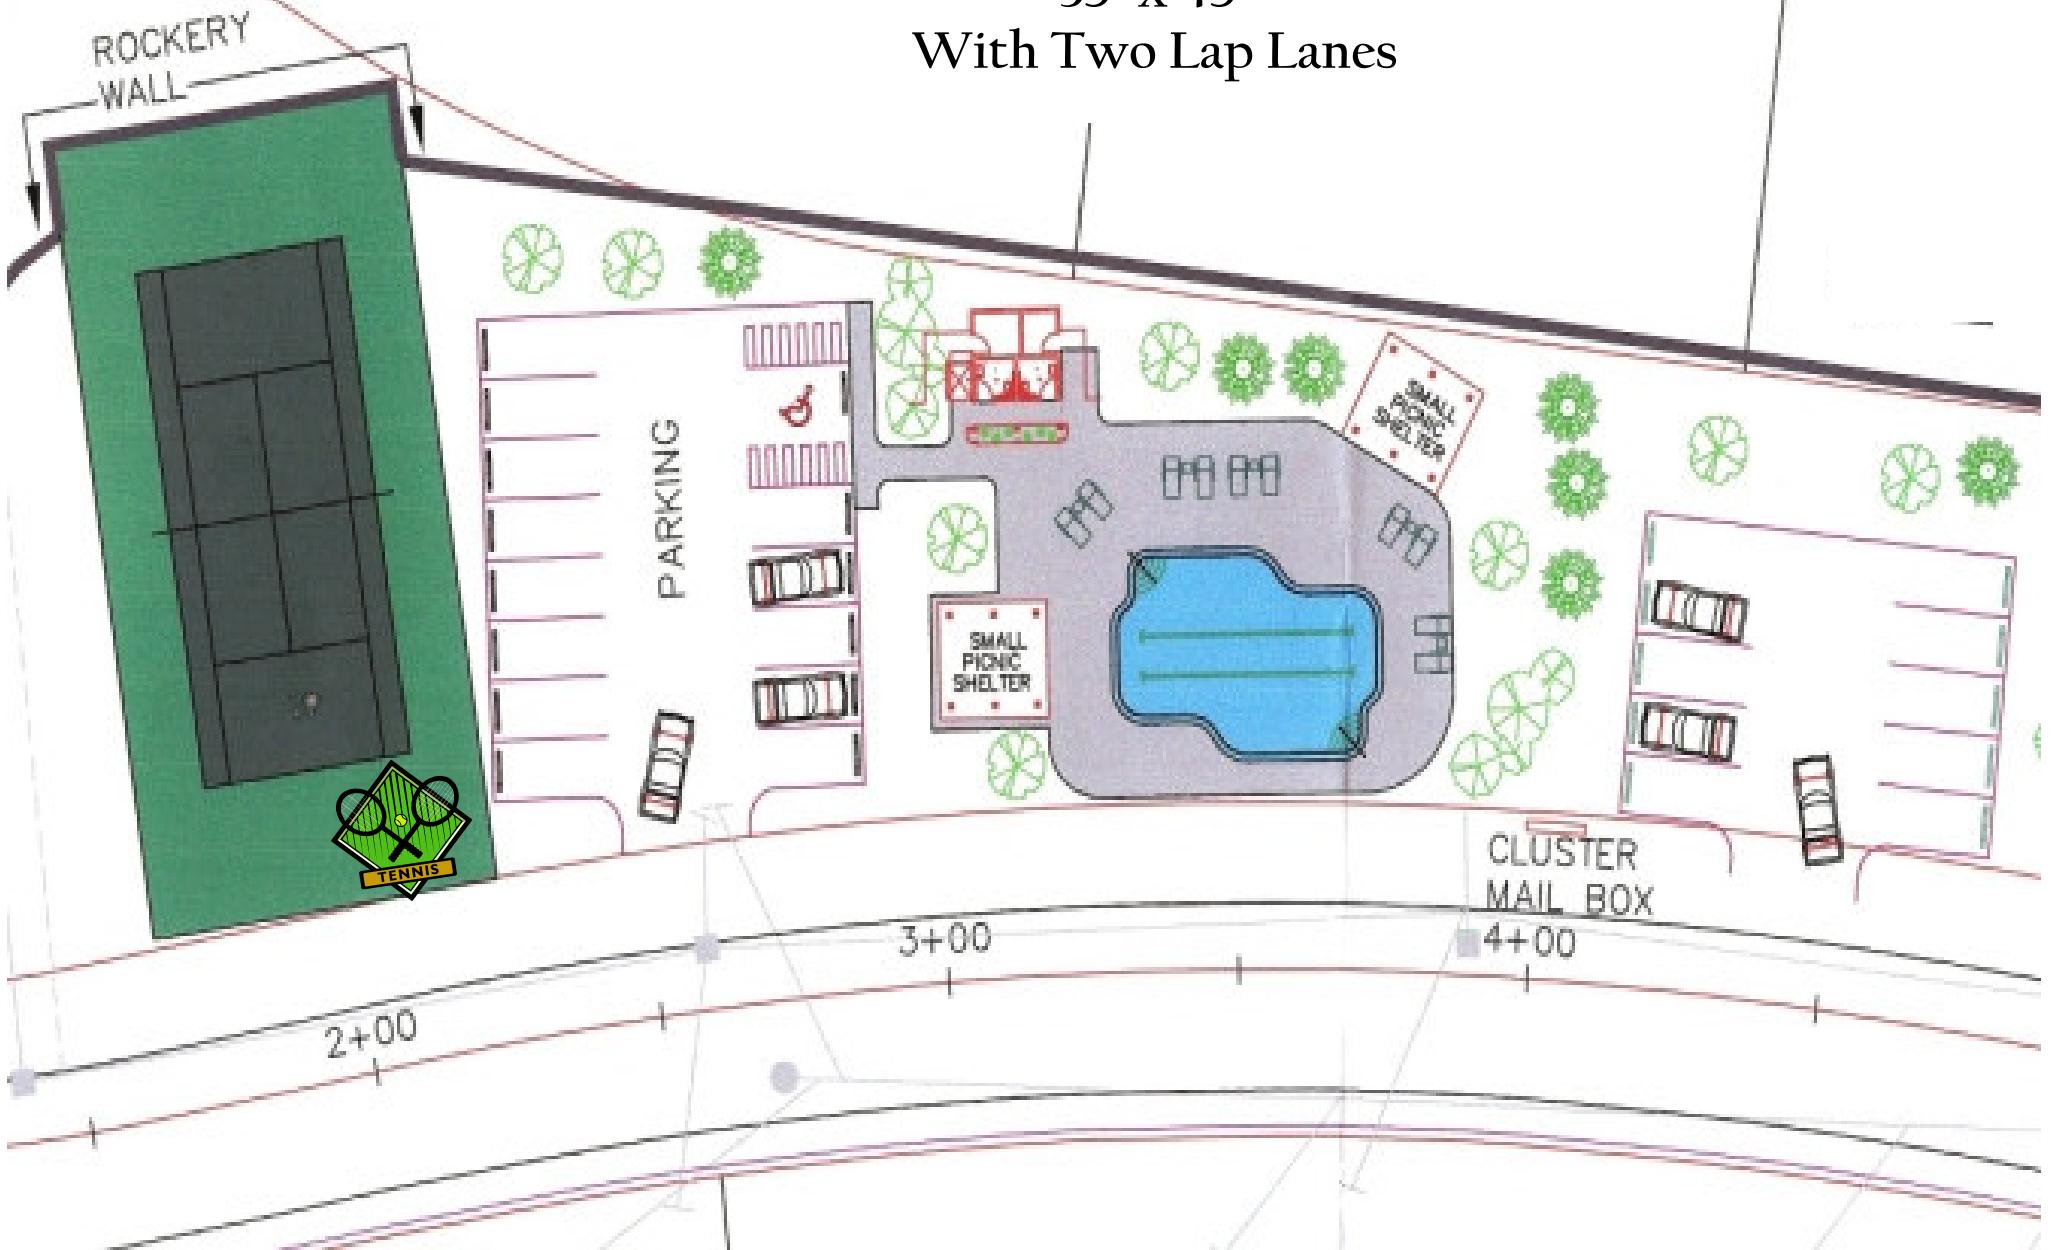 With Two Lap Lanes
ROCKERY
WALL
PARKING
SMALL
PICNIC
SHELTER
SMALL
PICNIC
SHELTER
TENNIS
CLUSTER
MAIL BOX
2+00
3+00
4+00